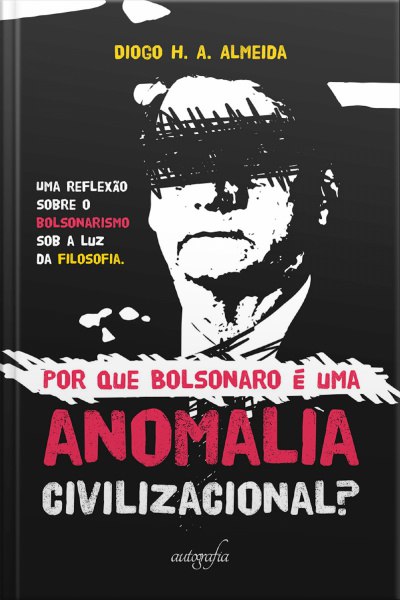 DIOGO H. A. ALMEIDA
UMA REFLEXÃO
SOBRE O
BOLSONARISMO
SOB A LUZ
DA FILOSOFIA.
POR QUE BOLSONARO É UMA
ANOMALIA
CIVILIZACIONAL?
autografia